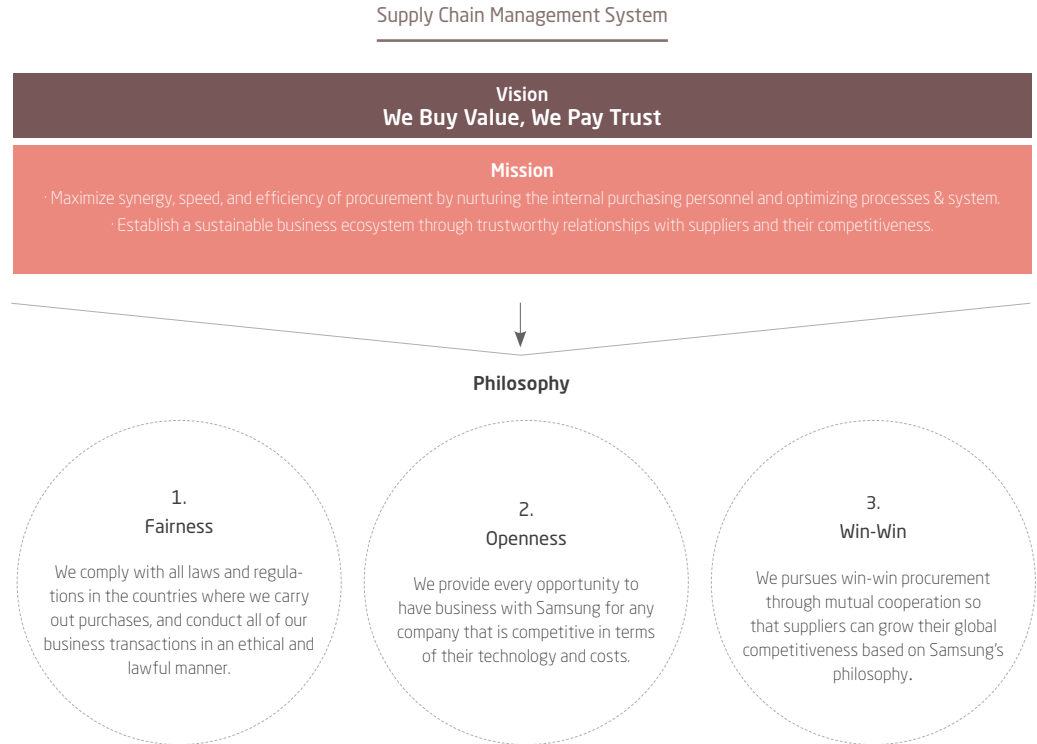 Supply Chain Management System
Vision
We Buy Value, We Pay Trust
Mission
· Maximize synergy, speed, and efficiency of procurement by nurturing the internal purchasing personnel and optimizing processes & system.
· Establish a sustainable business ecosystem through trustworthy relationships with suppliers and their competitiveness.
Philosophy
1.
Fairness
We comply with all laws and regula-
tions in the countries where we carry
out purchases, and conduct all of our
business transactions in an ethical and
lawful manner.
2.
Openness
We provide every opportunity to
have business with Samsung for any
company that is competitive in terms
of their technology and costs.
3.
Win-Win
We pursues win-win procurement
through mutual cooperation so
that suppliers can grow their global
competitiveness based on Samsung's
philosophy.